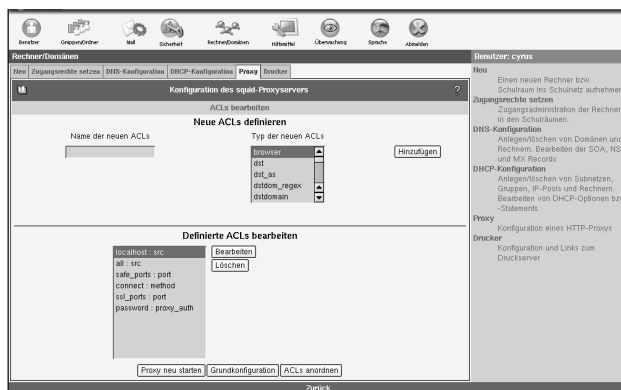 Benutzer
Gruppen/Ordner
Mail
Sicherheit
Rechner/Domänen
Hilfsmittel
Überwachung
Sprache
Abmelden
Rechner/Domänen
Benutzer: cyrus
Neu
Zugangsrechte setzen
DNS-Konfiguration
DHCP-Konfiguration
Proxy
Drucker
Konfiguration des squid-Proxyservers
?
ACLs bearbeiten
Neue ACLs definieren
Name der neuen ACLs
Typ der neuen ACLs
browser
dst
dst_as
dstdom_regex
dstdomain
Hinzufügen
Definierte ACLs bearbeiten
localhost : src
all : src
safe_ports : port
connect : method
ssl_ports : port
password : proxy_auth
Bearbeiten
Löschen
Proxy neu starten
Grundkonfiguration
ACLs anordnen
Zurück
Neu
Einen neuen Rechner bzw.
Schulraum ins Schulnetz aufnehmen
Zugangsrechte setzen
Zugangsadministration der Rechner
in den Schulräumen.
DNS-Konfiguration
Anlegen/löschen von Domänen und
Rechnern. Bearbeiten der SOA, NS
und MX Records
DHCP-Konfiguration
Anlegen/löschen von Subnetzen,
Gruppen, IP-Pools und Rechnern.
Bearbeiten von DHCP-Optionen bzw
-Statements
Proxy
Konfiguration eines HTTP-Proxys
Drucker
Konfiguration und Links zum
Druckserver